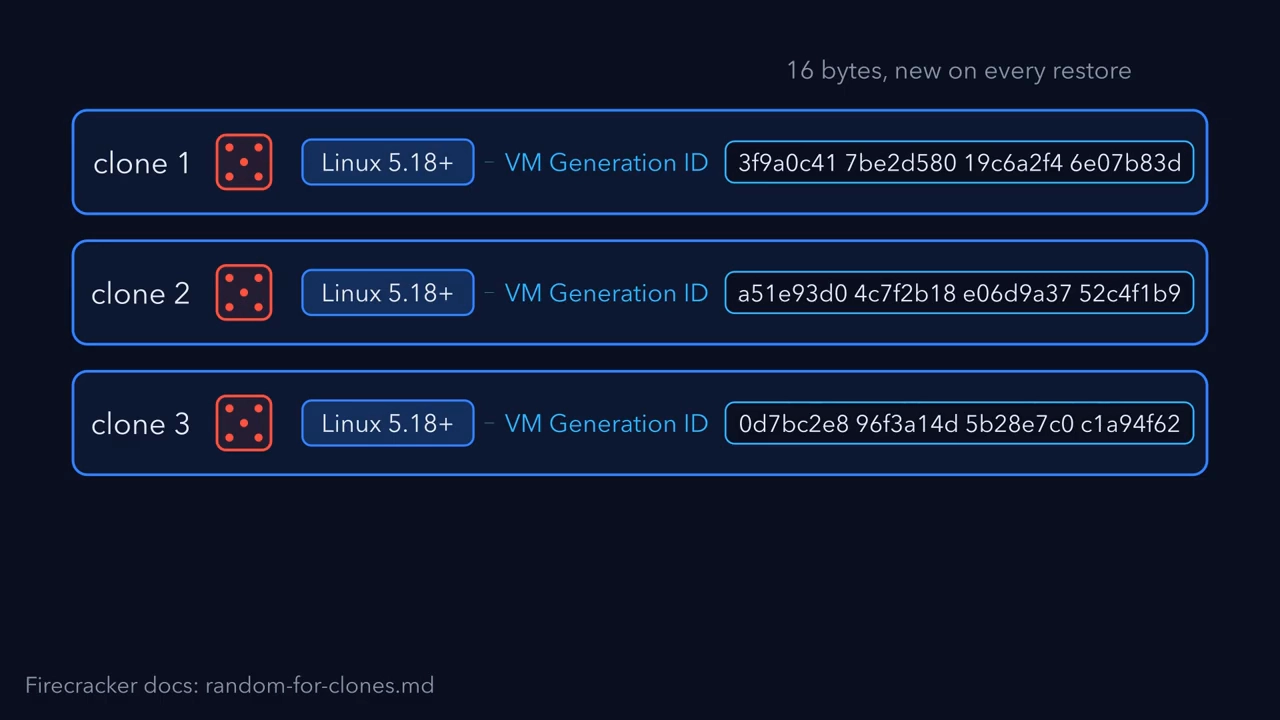 16 bytes, new on every restore
clone 1 Linux 5.18+ – VM Generation ID 3f9a0c41 7be2d580 19c6a2f4 6e07b83d
clone 2 Linux 5.18+ – VM Generation ID a51e93d0 4c7f2b18 e06d9a37 52c4f1b9
clone 3 Linux 5.18+ – VM Generation ID 0d7bc2e8 96f3a14d 5b28e7c0 c1a94f62
Firecracker docs: random-for-clones.md